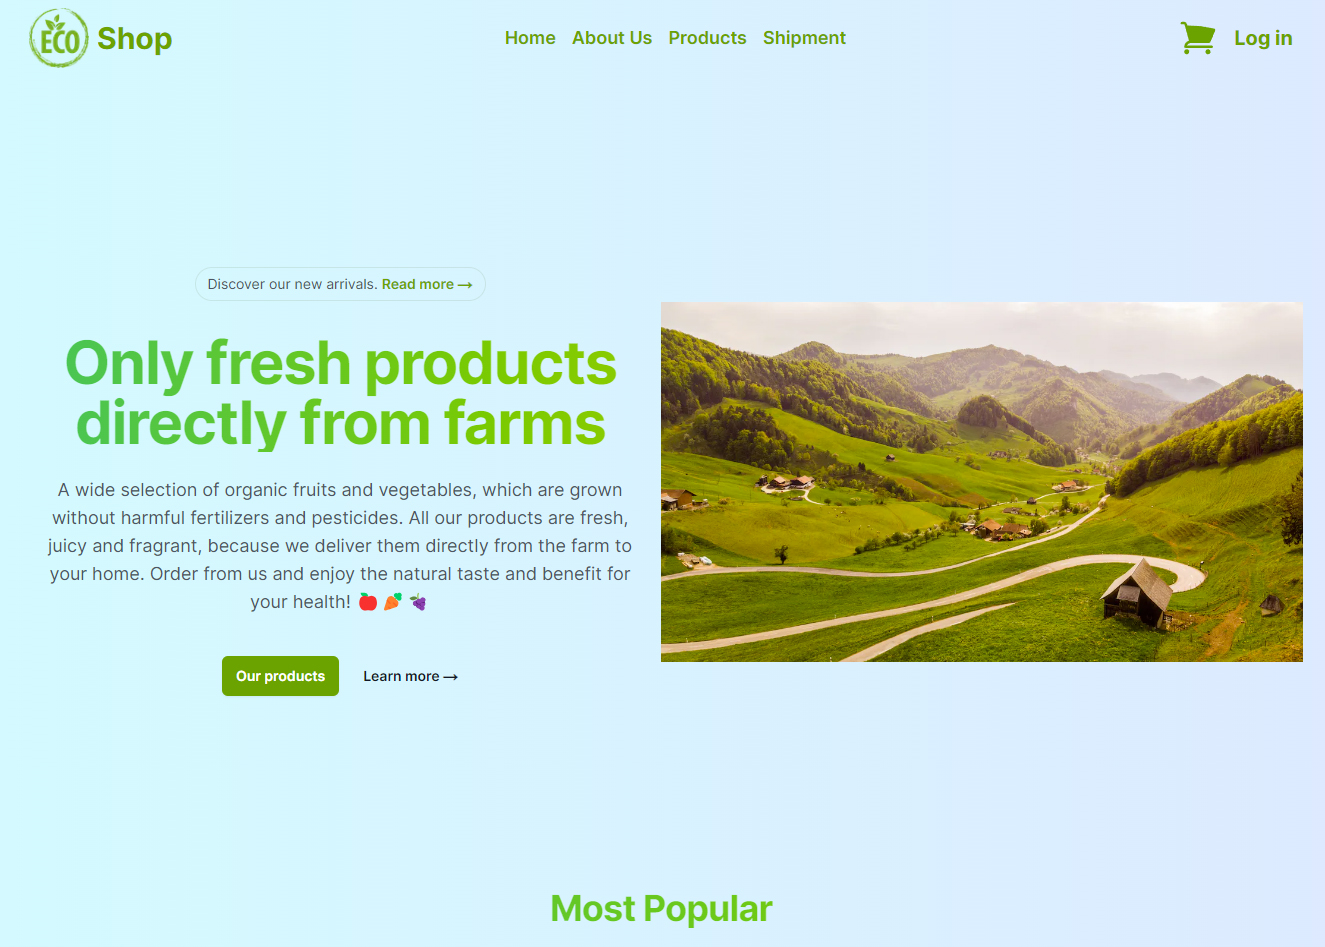 ECO Shop
Home About Us Products Shipment
Log in
Discover our new arrivals. Read more →
Only fresh products
directly from farms
A wide selection of organic fruits and vegetables, which are grown
without harmful fertilizers and pesticides. All our products are fresh,
juicy and fragrant, because we deliver them directly from the farm to
your home. Order from us and enjoy the natural taste and benefit for
your health! 🍎 🥕 🍇
Our products
Learn more →
Most Popular